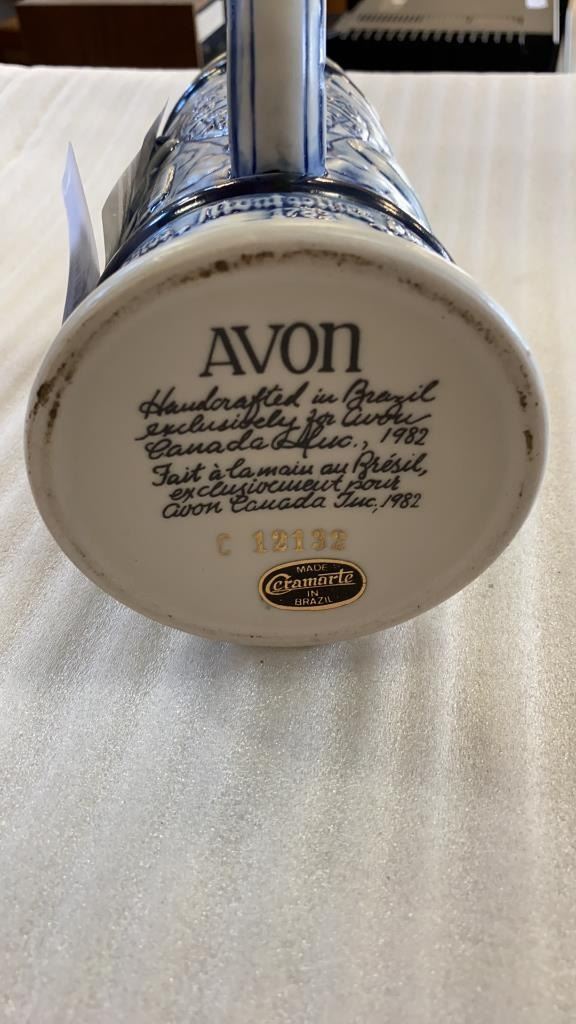 AVON
Handcrafted in Brazil
exclusively for Avon
Canada Inc., 1982
Fait à la main au Brésil,
exclusivement pour
Avon Canada Inc, 1982
C 12132
MADE
Ceramarte
IN
BRAZIL